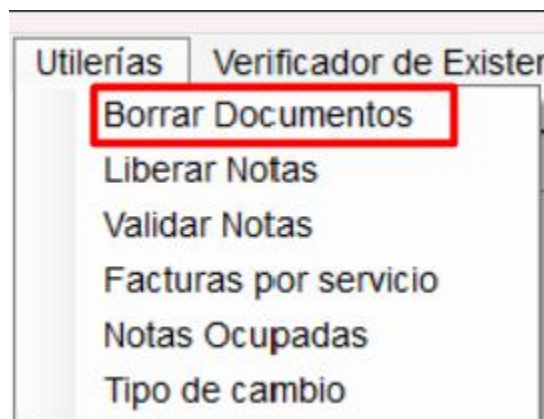 Utilerías Verificador de Exister
Borrar Documentos
Liberar Notas
Validar Notas
Facturas por servicio
Notas Ocupadas
Tipo de cambio